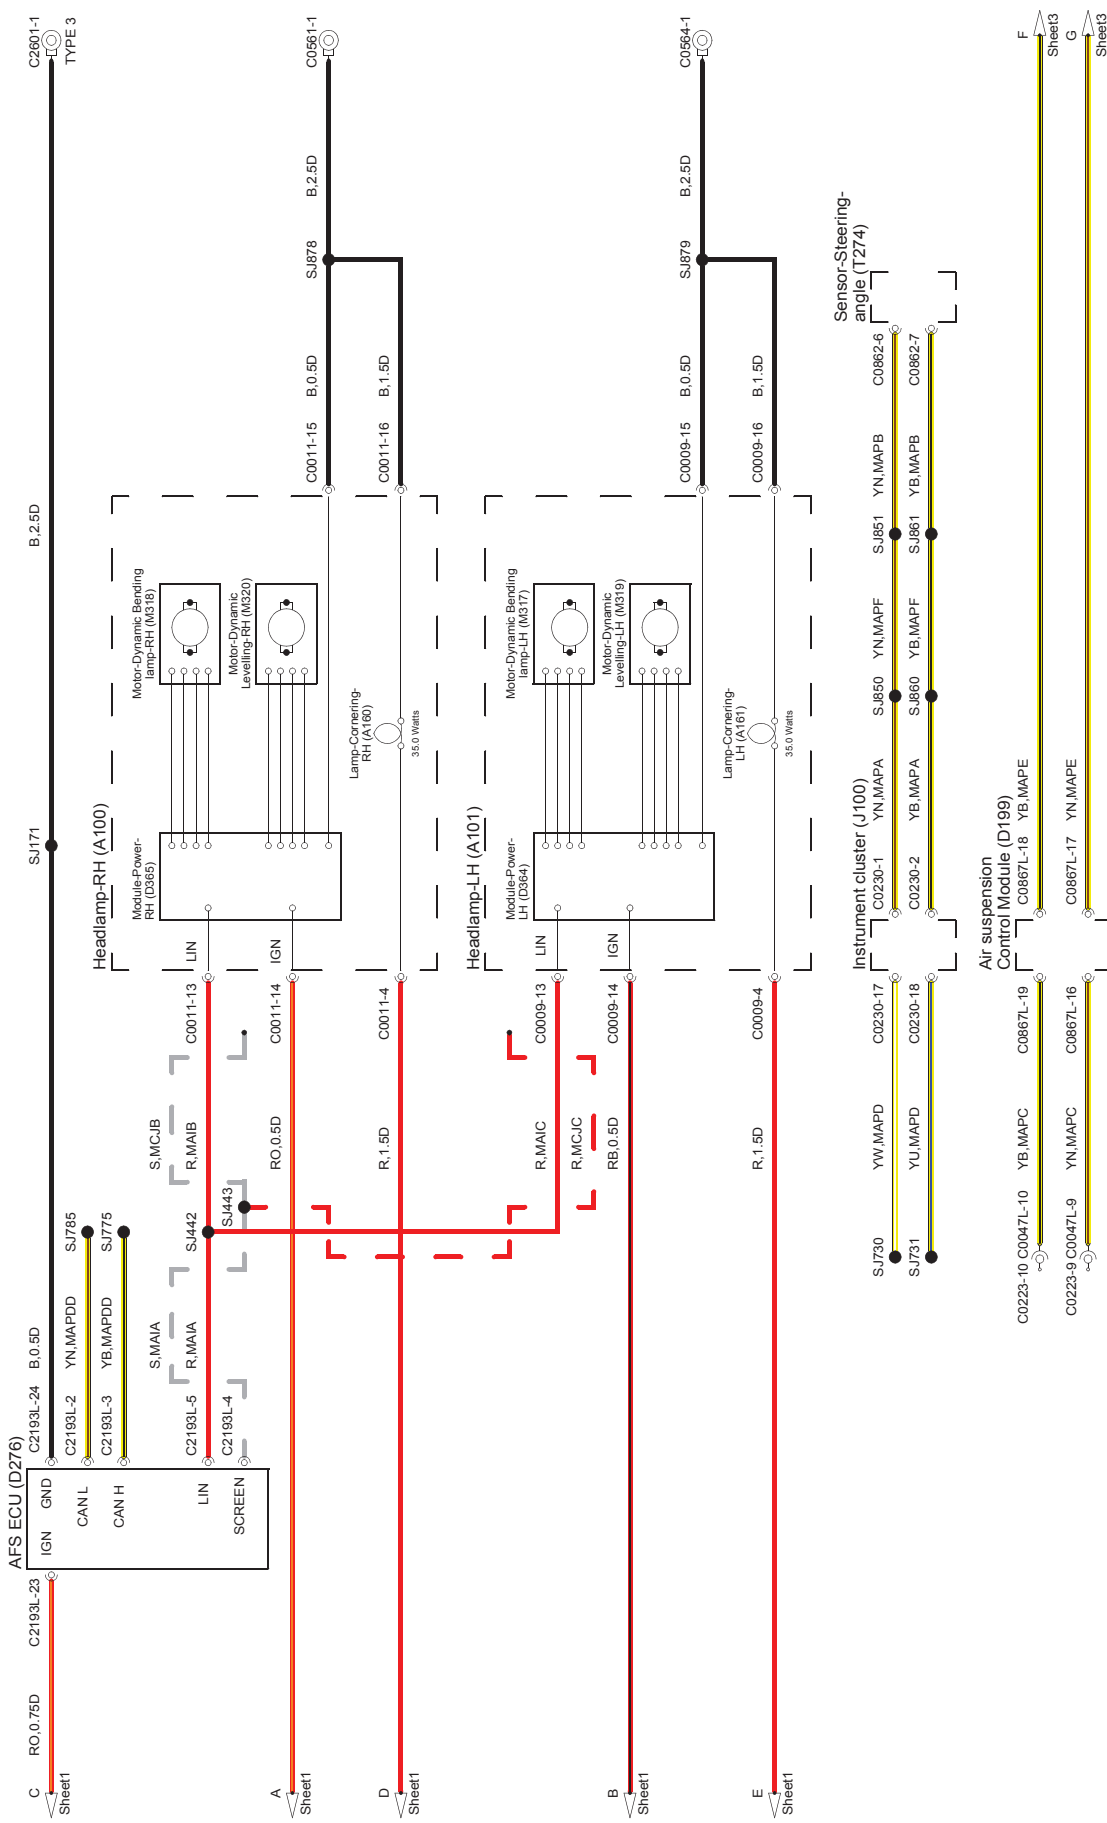 C2601-1
TYPE 3
B,2.5D
SJ171
B,0.5D
C2193L-24
AFS ECU (D276)
GND
IGN
CAN L
CAN H
LIN
SCREEN
C2193L-23
RO,0.75D
C
Sheet1
C2193L-2
YN,MAPDD
SJ785
C2193L-3
YB,MAPDD
SJ775
C2193L-5
R,MAIA
S,MAIA
C2193L-4
SJ442
SJ443
R,MAIB
S,MCJB
C0011-13
LIN
Headlamp-RH (A100)
Module-Power-
RH (D365)
Motor-Dynamic Bending
lamp-RH (M318)
Motor-Dynamic
Levelling-RH (M320)
Lamp-Cornering-
RH (A160)
35.0 Watts
IGN
C0011-14
RO,0.5D
A
Sheet1
C0011-4
R,1.5D
D
Sheet1
C0011-15
B,0.5D
C0011-16
B,1.5D
SJ878
B,2.5D
C0561-1
Headlamp-LH (A101)
Module-Power-
LH (D364)
Motor-Dynamic Bending
lamp-LH (M317)
Motor-Dynamic
Levelling-LH (M319)
Lamp-Cornering-
LH (A161)
35.0 Watts
LIN
IGN
C0009-13
R,MAIC
R,MCJC
C0009-14
RB,0.5D
B
Sheet1
C0009-4
R,1.5D
E
Sheet1
C0009-15
B,0.5D
C0009-16
B,1.5D
SJ879
B,2.5D
C0564-1
Sensor-Steering-
angle (T274)
C0862-6
YN,MAPB
SJ851
YN,MAPF
SJ850
YN,MAPA
C0230-1
C0862-7
YB,MAPB
SJ861
YB,MAPF
SJ860
YB,MAPA
C0230-2
Instrument cluster (J100)
C0230-17
YW,MAPD
SJ730
C0230-18
YU,MAPD
SJ731
Air suspension
Control Module (D199)
C0867L-18
YB,MAPE
F
Sheet3
C0867L-17
YN,MAPE
G
Sheet3
C0867L-19
YB,MAPC
C0223-10 C0047L-10
C0867L-16
YN,MAPC
C0223-9 C0047L-9